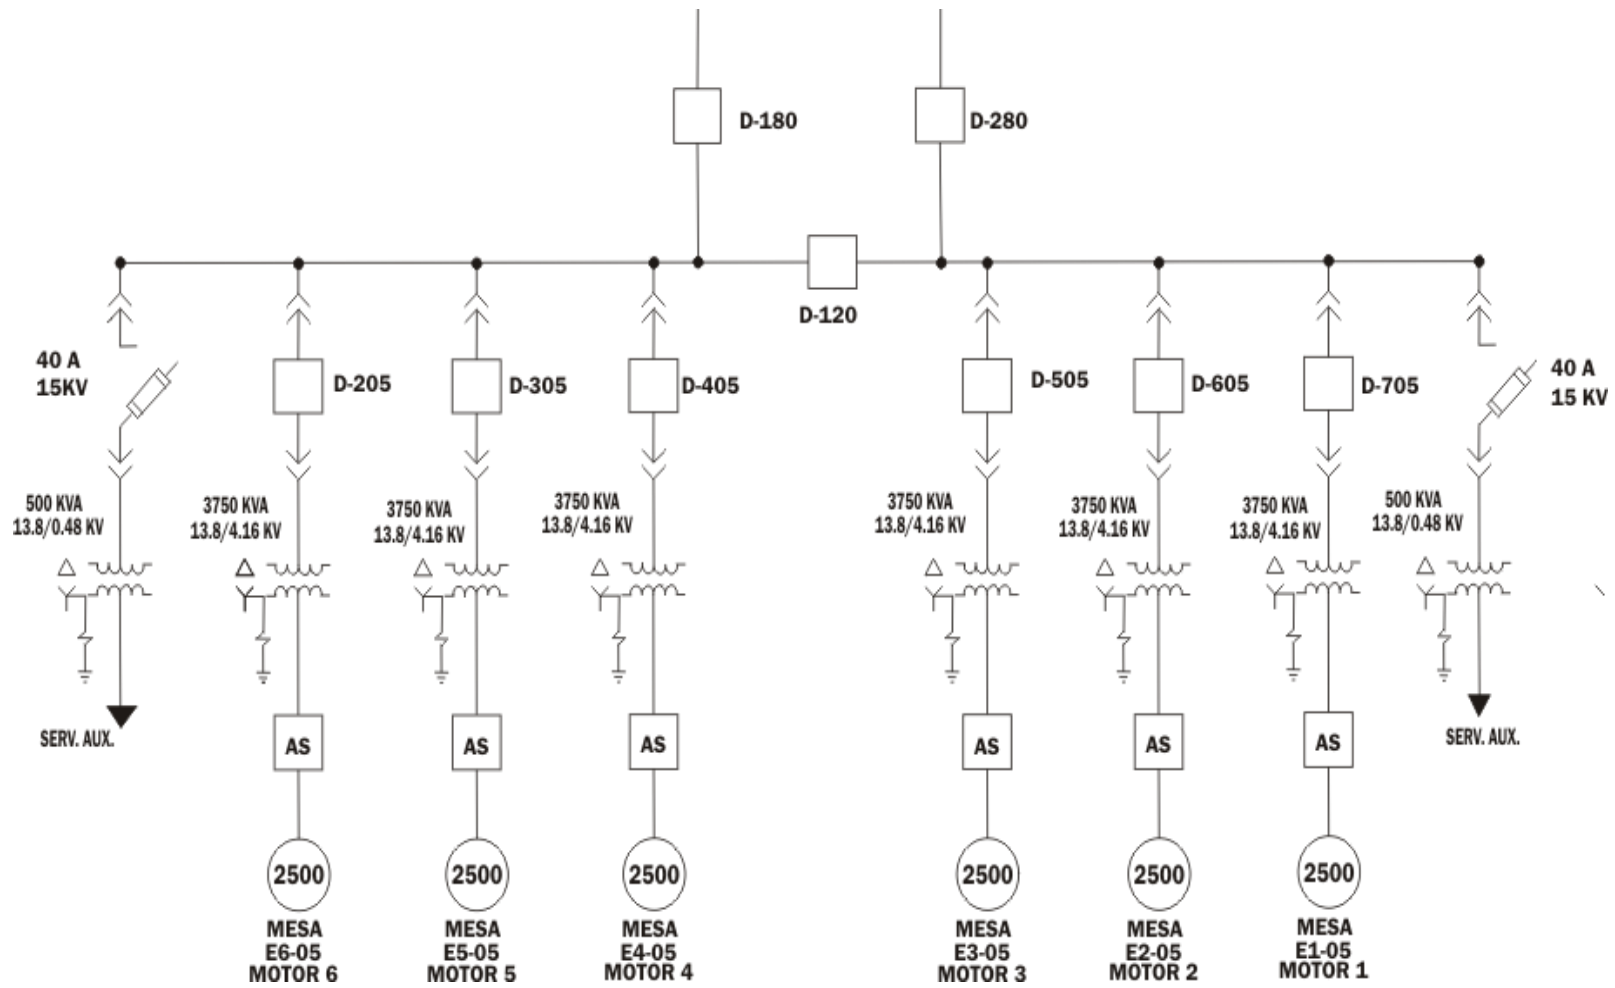 D-180
D-280
D-120
40 A
15KV
D-205
D-305
D-405
D-505
D-605
D-705
40 A
15 KV
500 KVA
13.8/0.48 KV
3750 KVA
13.8/4.16 KV
3750 KVA
13.8/4.16 KV
3750 KVA
13.8/4.16 KV
3750 KVA
13.8/4.16 KV
3750 KVA
13.8/4.16 KV
3750 KVA
13.8/4.16 KV
500 KVA
13.8/0.48 KV
SERV. AUX.
AS
AS
AS
AS
AS
AS
SERV. AUX.
2500
2500
2500
2500
2500
2500
MESA
E6-05
MOTOR 6
MESA
E5-05
MOTOR 5
MESA
E4-05
MOTOR 4
MESA
E3-05
MOTOR 3
MESA
E2-05
MOTOR 2
MESA
E1-05
MOTOR 1